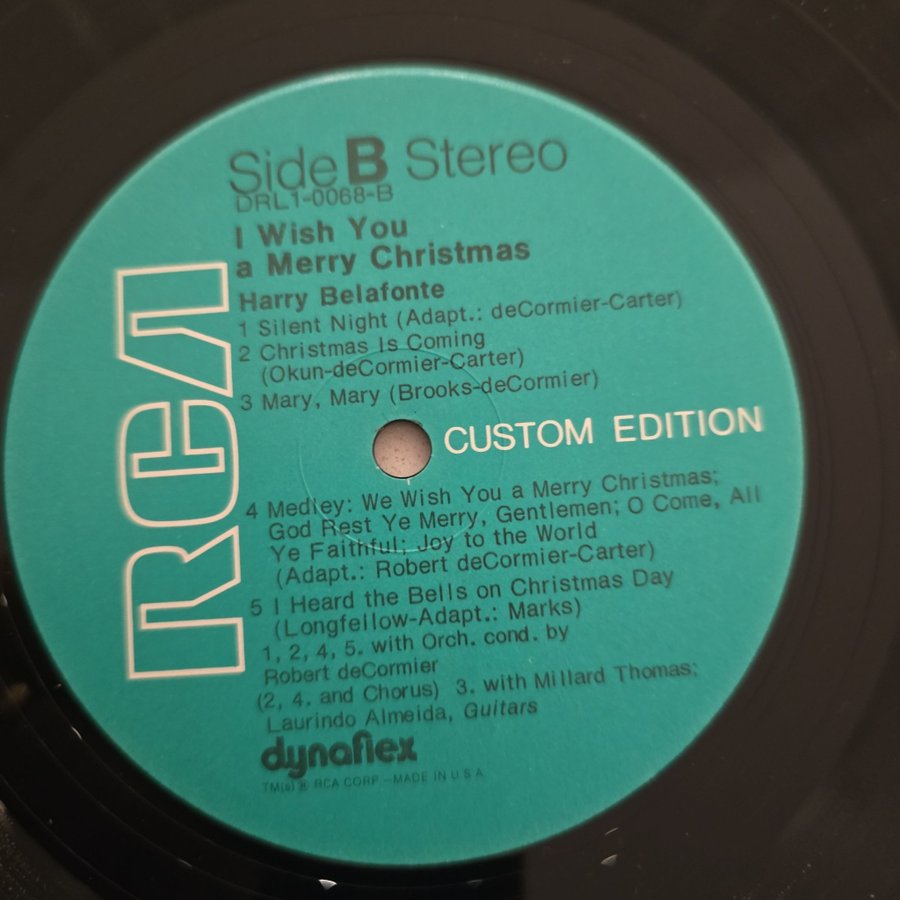 Side B Stereo
DRL1-0068-B
I Wish You
a Merry Christmas
Harry Belafonte
1 Silent Night (Adapt.: deCormier-Carter)
2 Christmas Is Coming
(Okun-deCormier-Carter)
3 Mary, Mary (Brooks-deCormier)
RCA
CUSTOM EDITION
4 Medley: We Wish You a Merry Christmas;
God Rest Ye Merry, Gentlemen; O Come, All
Ye Faithful; Joy to the World
(Adapt.: Robert deCormier-Carter)
5 I Heard the Bells on Christmas Day
(Longfellow-Adapt.: Marks)
1, 2, 4, 5. with Orch. cond. by
Robert deCormier
(2, 4. and Chorus) 3. with Millard Thomas;
Laurindo Almeida, Guitars
dynaflex
TM(s) ® RCA CORP.-MADE IN U.S.A.